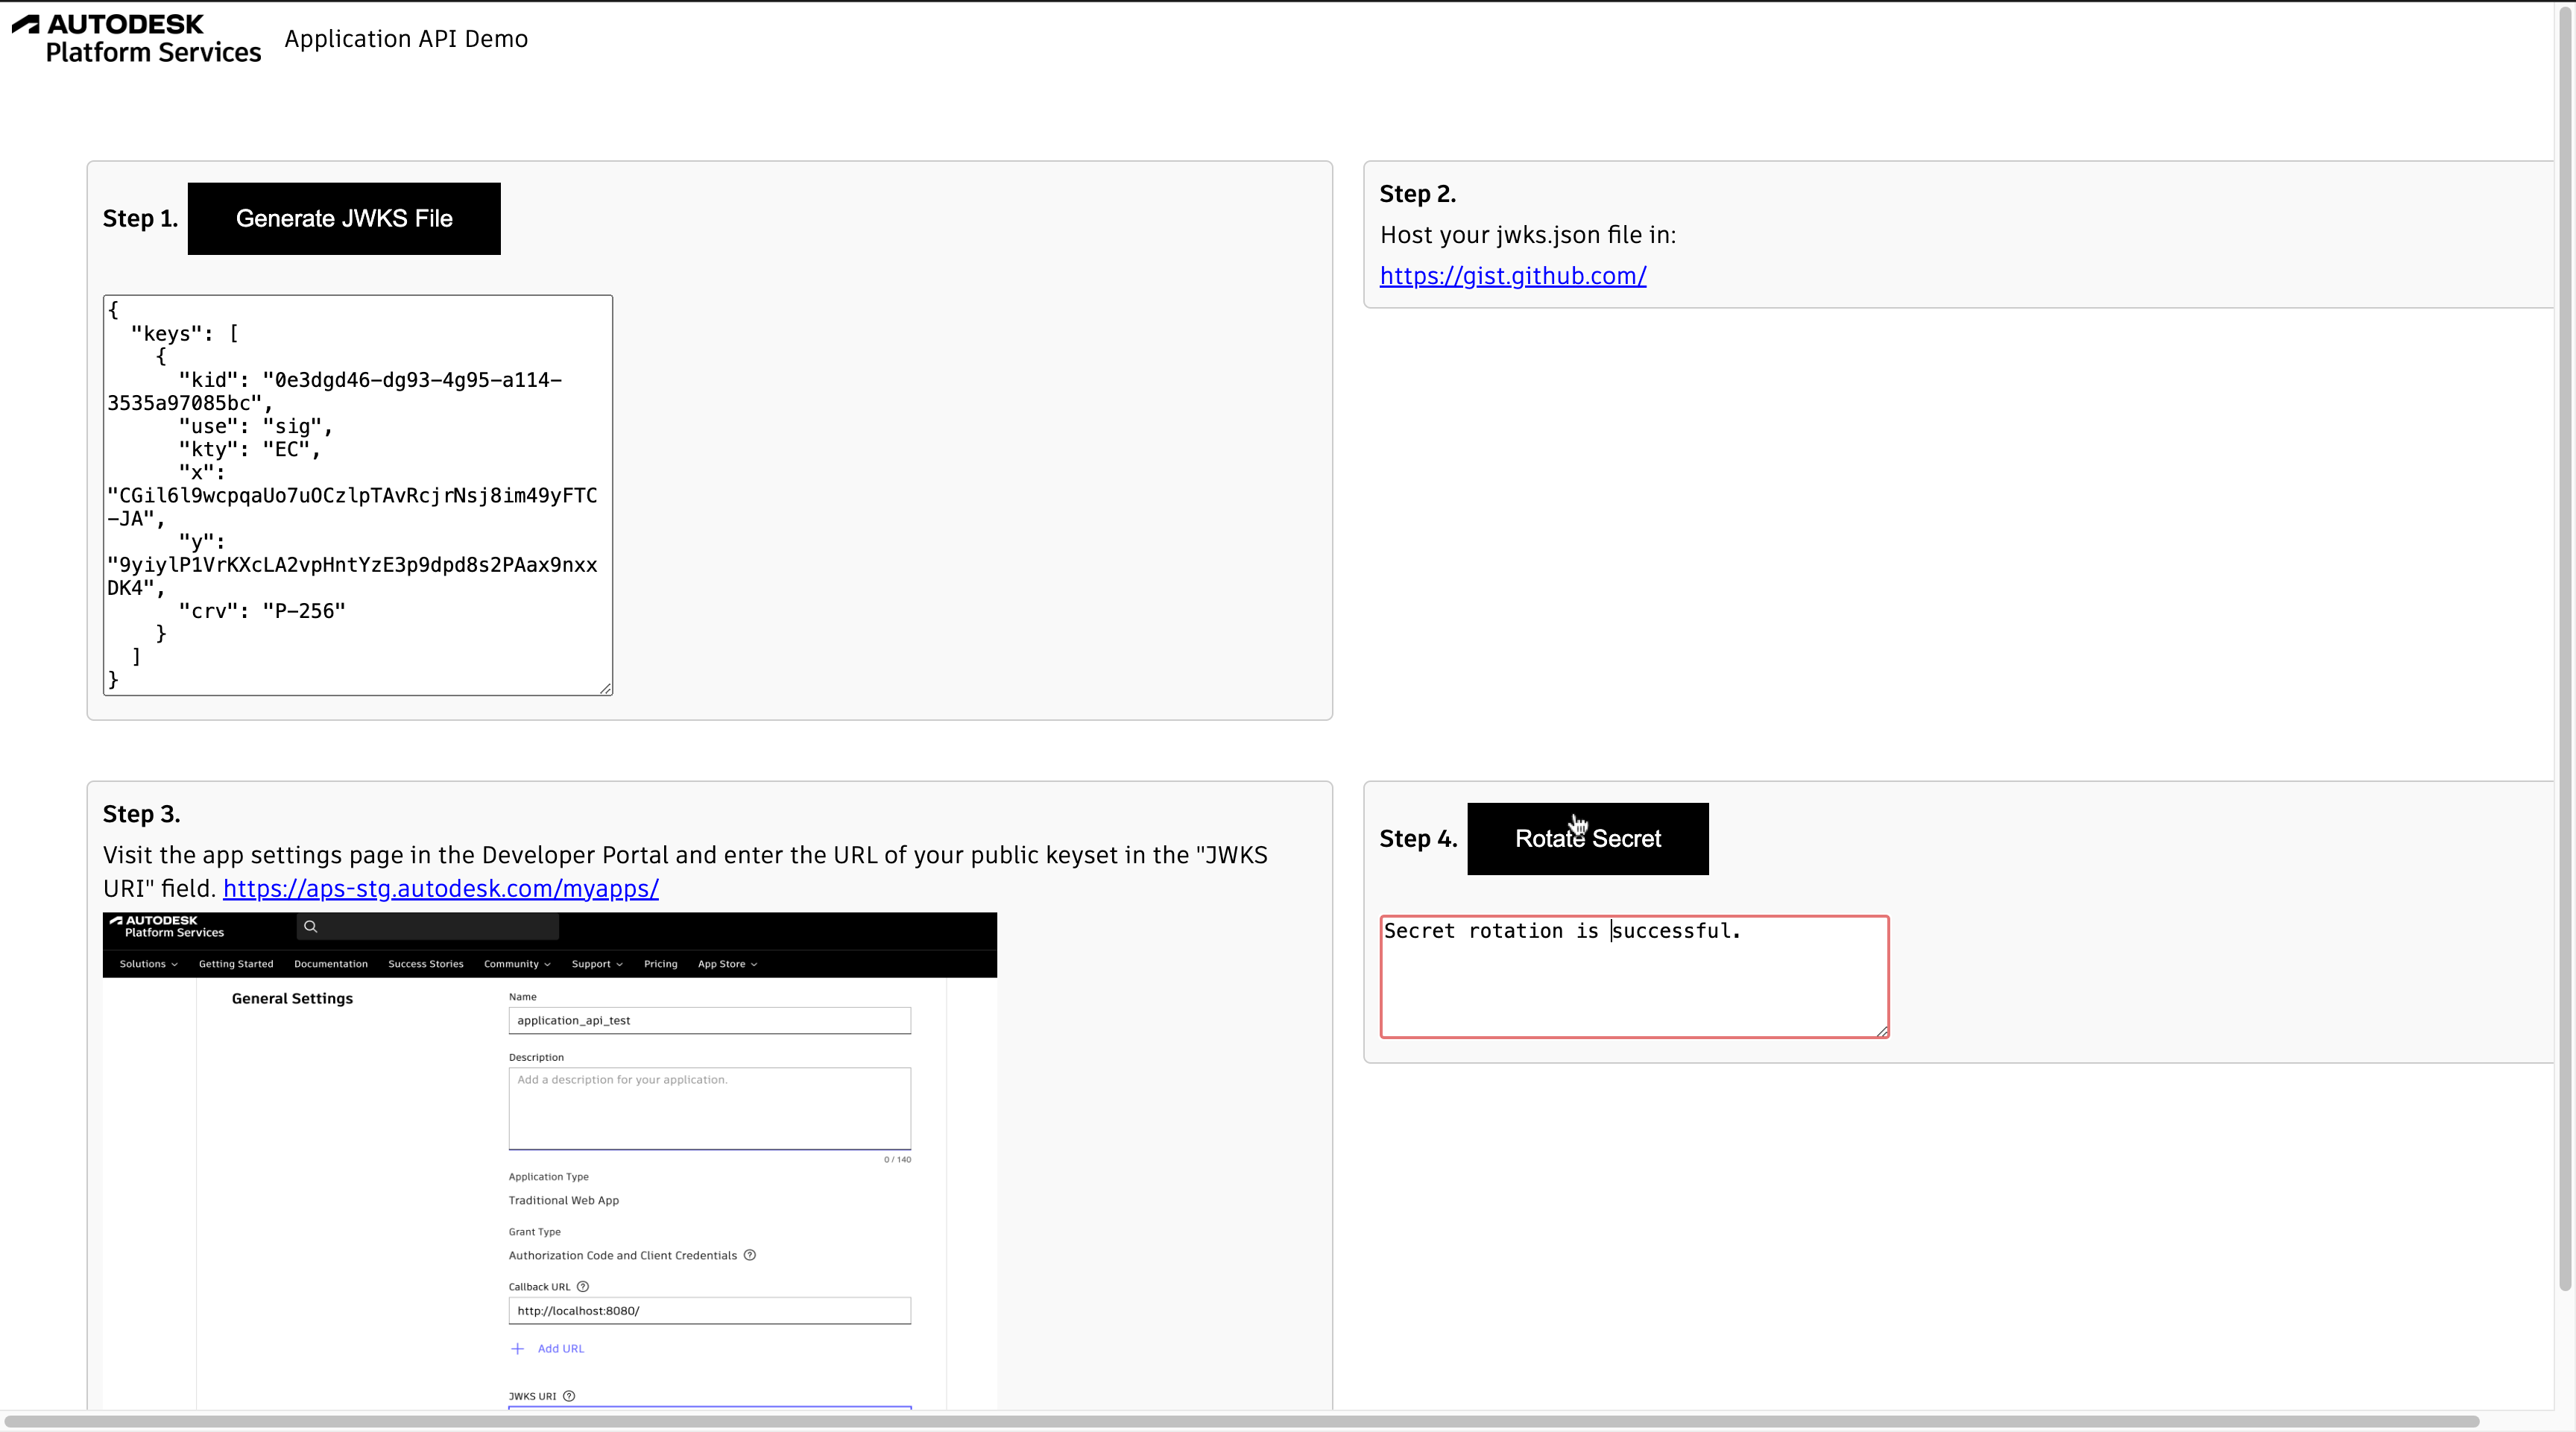 AUTODESK
Platform Services
Application API Demo
Step 1.
Generate JWKS File
{
"keys": [
{
"kid": "0e3dgd46-dg93-4g95-a114-
3535a97085bc",
"use": "sig",
"kty": "EC",
"x":
"CGil6l9wcpqaUo7uOCzlpTAvRcjrNsj8im49yFTC
-JA",
"y":
"9yiylP1VrKXcLA2vpHntYzE3p9dpd8s2PAax9nxx
DK4",
"crv": "P-256"
}
]
}
Step 2.
Host your jwks.json file in:
https://gist.github.com/
Step 3.
Visit the app settings page in the Developer Portal and enter the URL of your public keyset in the "JWKS
URI" field. https://aps-stg.autodesk.com/myapps/
AUTODESK
Platform Services
Solutions Getting Started Documentation Success Stories Community Support Pricing App Store
General Settings
Name
application_api_test
Description
Add a description for your application.
0 / 140
Application Type
Traditional Web App
Grant Type
Authorization Code and Client Credentials
Callback URL
http://localhost:8080/
+ Add URL
JWKS URI
Step 4.
Rotate Secret
Secret rotation is successful.